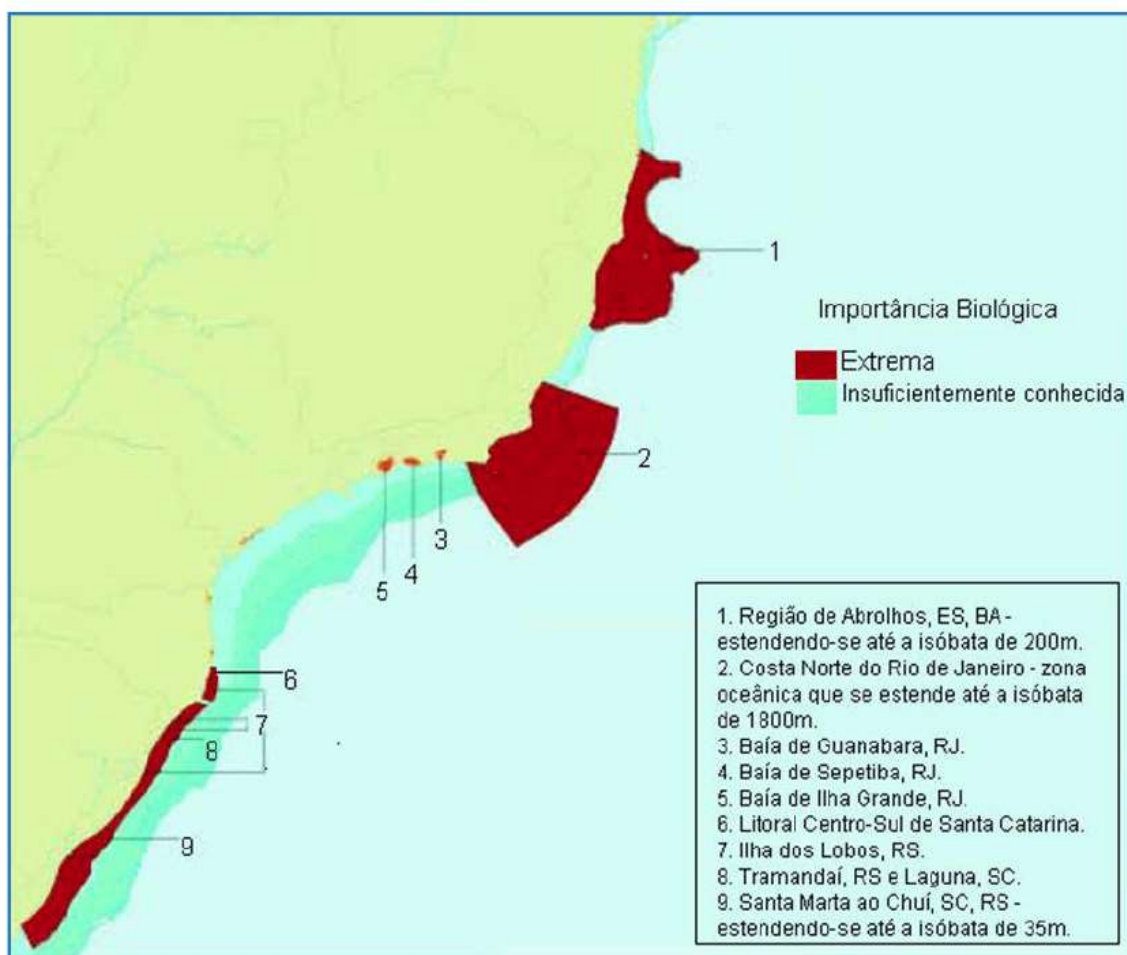 1
Importância Biológica
Extrema
Insuficientemente conhecida
2
3
4
5
6
7
8
9
1. Região de Abrolhos, ES, BA -
estendendo-se até a isóbata de 200m.
2. Costa Norte do Rio de Janeiro - zona
oceânica que se estende até a isóbata
de 1800m.
3. Baía de Guanabara, RJ.
4. Baía de Sepetiba, RJ.
5. Baía de Ilha Grande, RJ.
6. Litoral Centro-Sul de Santa Catarina.
7. Ilha dos Lobos, RS.
8. Tramandaí, RS e Laguna, SC.
9. Santa Marta ao Chuí, SC, RS -
estendendo-se até a isóbata de 35m.